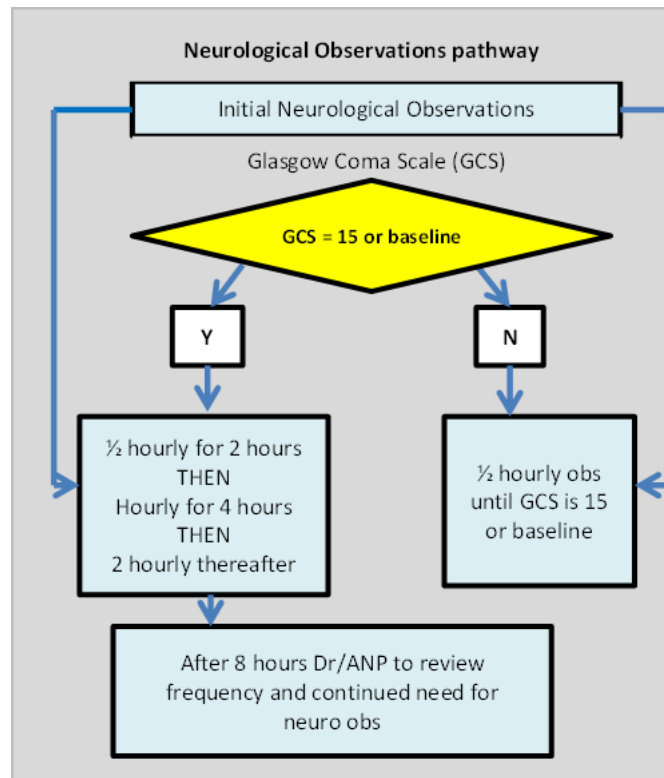 Neurological Observations pathway
Initial Neurological Observations
Glasgow Coma Scale (GCS)
GCS = 15 or baseline
Y
N
½ hourly for 2 hours
THEN
Hourly for 4 hours
THEN
2 hourly thereafter
½ hourly obs
until GCS is 15
or baseline
After 8 hours Dr/ANP to review
frequency and continued need for
neuro obs